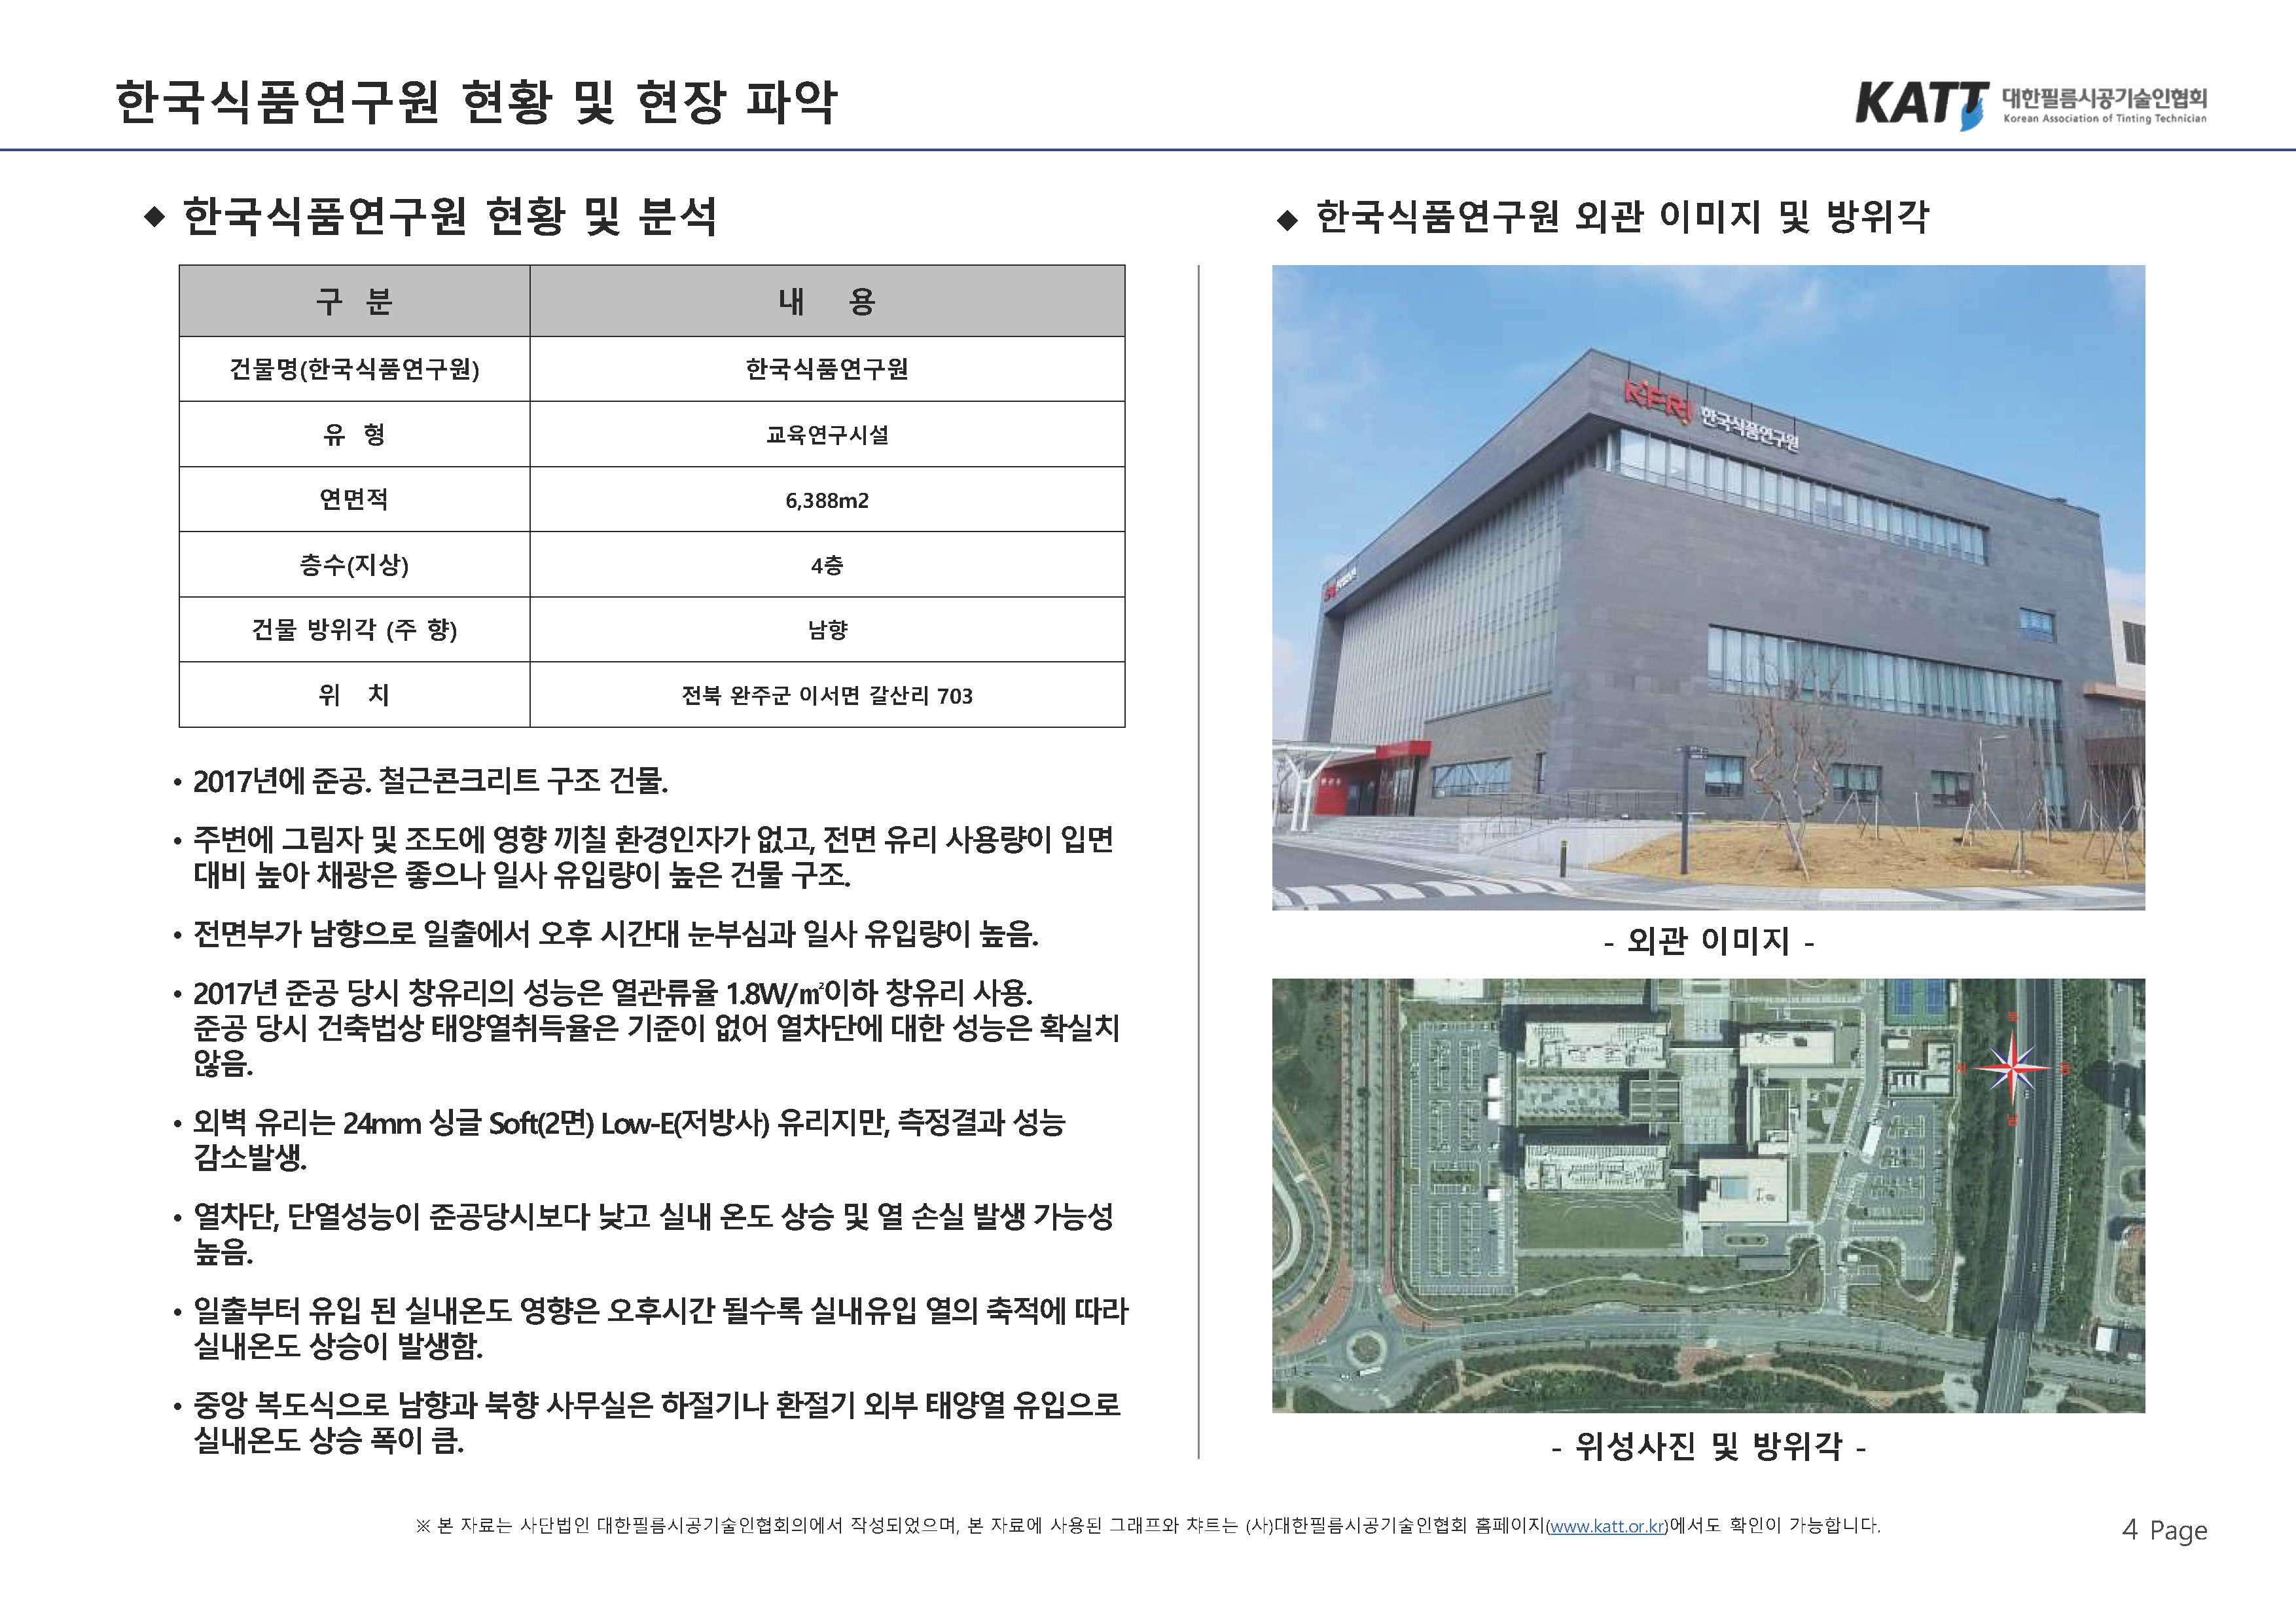 한국식품연구원 현황 및 현장 파악
KATT 대한필름시공기술인협회
Korean Association of Tinting Technician
◆ 한국식품연구원 현황 및 분석
구 분 내 용
건물명(한국식품연구원) 한국식품연구원
유 형 교육연구시설
연면적 6,388m2
층수(지상) 4층
건물 방위각 (주 향) 남향
위 치 전북 완주군 이서면 갈산리 703
• 2017년에 준공. 철근콘크리트 구조 건물.
• 주변에 그림자 및 조도에 영향 끼칠 환경인자가 없고, 전면 유리 사용량이 입면
대비 높아 채광은 좋으나 일사 유입량이 높은 건물 구조.
• 전면부가 남향으로 일출에서 오후 시간대 눈부심과 일사 유입량이 높음.
• 2017년 준공 당시 창유리의 성능은 열관류율 1.8W/㎡이하 창유리 사용.
준공 당시 건축법상 태양열취득율은 기준이 없어 열차단에 대한 성능은 확실치
않음.
• 외벽 유리는 24mm 싱글 Soft(2면) Low-E(저방사) 유리지만, 측정결과 성능
감소발생.
• 열차단, 단열성능이 준공당시보다 낮고 실내 온도 상승 및 열 손실 발생 가능성
높음.
• 일출부터 유입 된 실내온도 영향은 오후시간 될수록 실내유입 열의 축적에 따라
실내온도 상승이 발생함.
• 중앙 복도식으로 남향과 북향 사무실은 하절기나 환절기 외부 태양열 유입으로
실내온도 상승 폭이 큼.
◆ 한국식품연구원 외관 이미지 및 방위각
KFRI 한국식품연구원
- 외관 이미지 -
북
서 동
남
- 위성사진 및 방위각 -
※ 본 자료는 사단법인 대한필름시공기술인협회의에서 작성되었으며, 본 자료에 사용된 그래프와 챠트는 (사)대한필름시공기술인협회 홈페이지(www.katt.or.kr)에서도 확인이 가능합니다.
4 Page